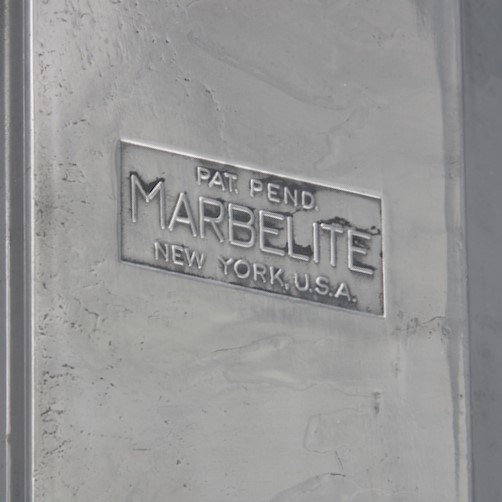 PAT. PEND.
MARBELITE
NEW YORK, U.S.A.